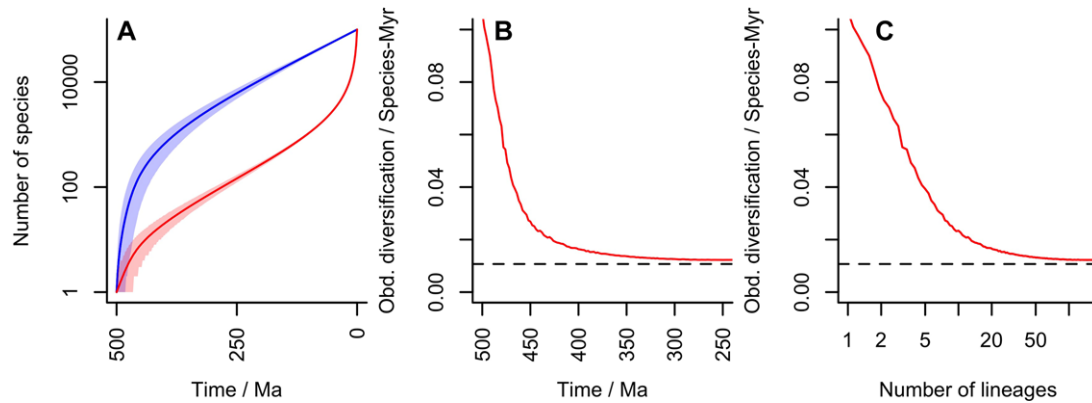 A
Number of species
1
100
10000
500
250
0
Time / Ma
B
Obd. diversification / Species-Myr
0.00
0.04
0.08
500
450
400
350
300
250
Time / Ma
C
Obd. diversification / Species-Myr
0.00
0.04
0.08
1
2
5
20
50
Number of lineages